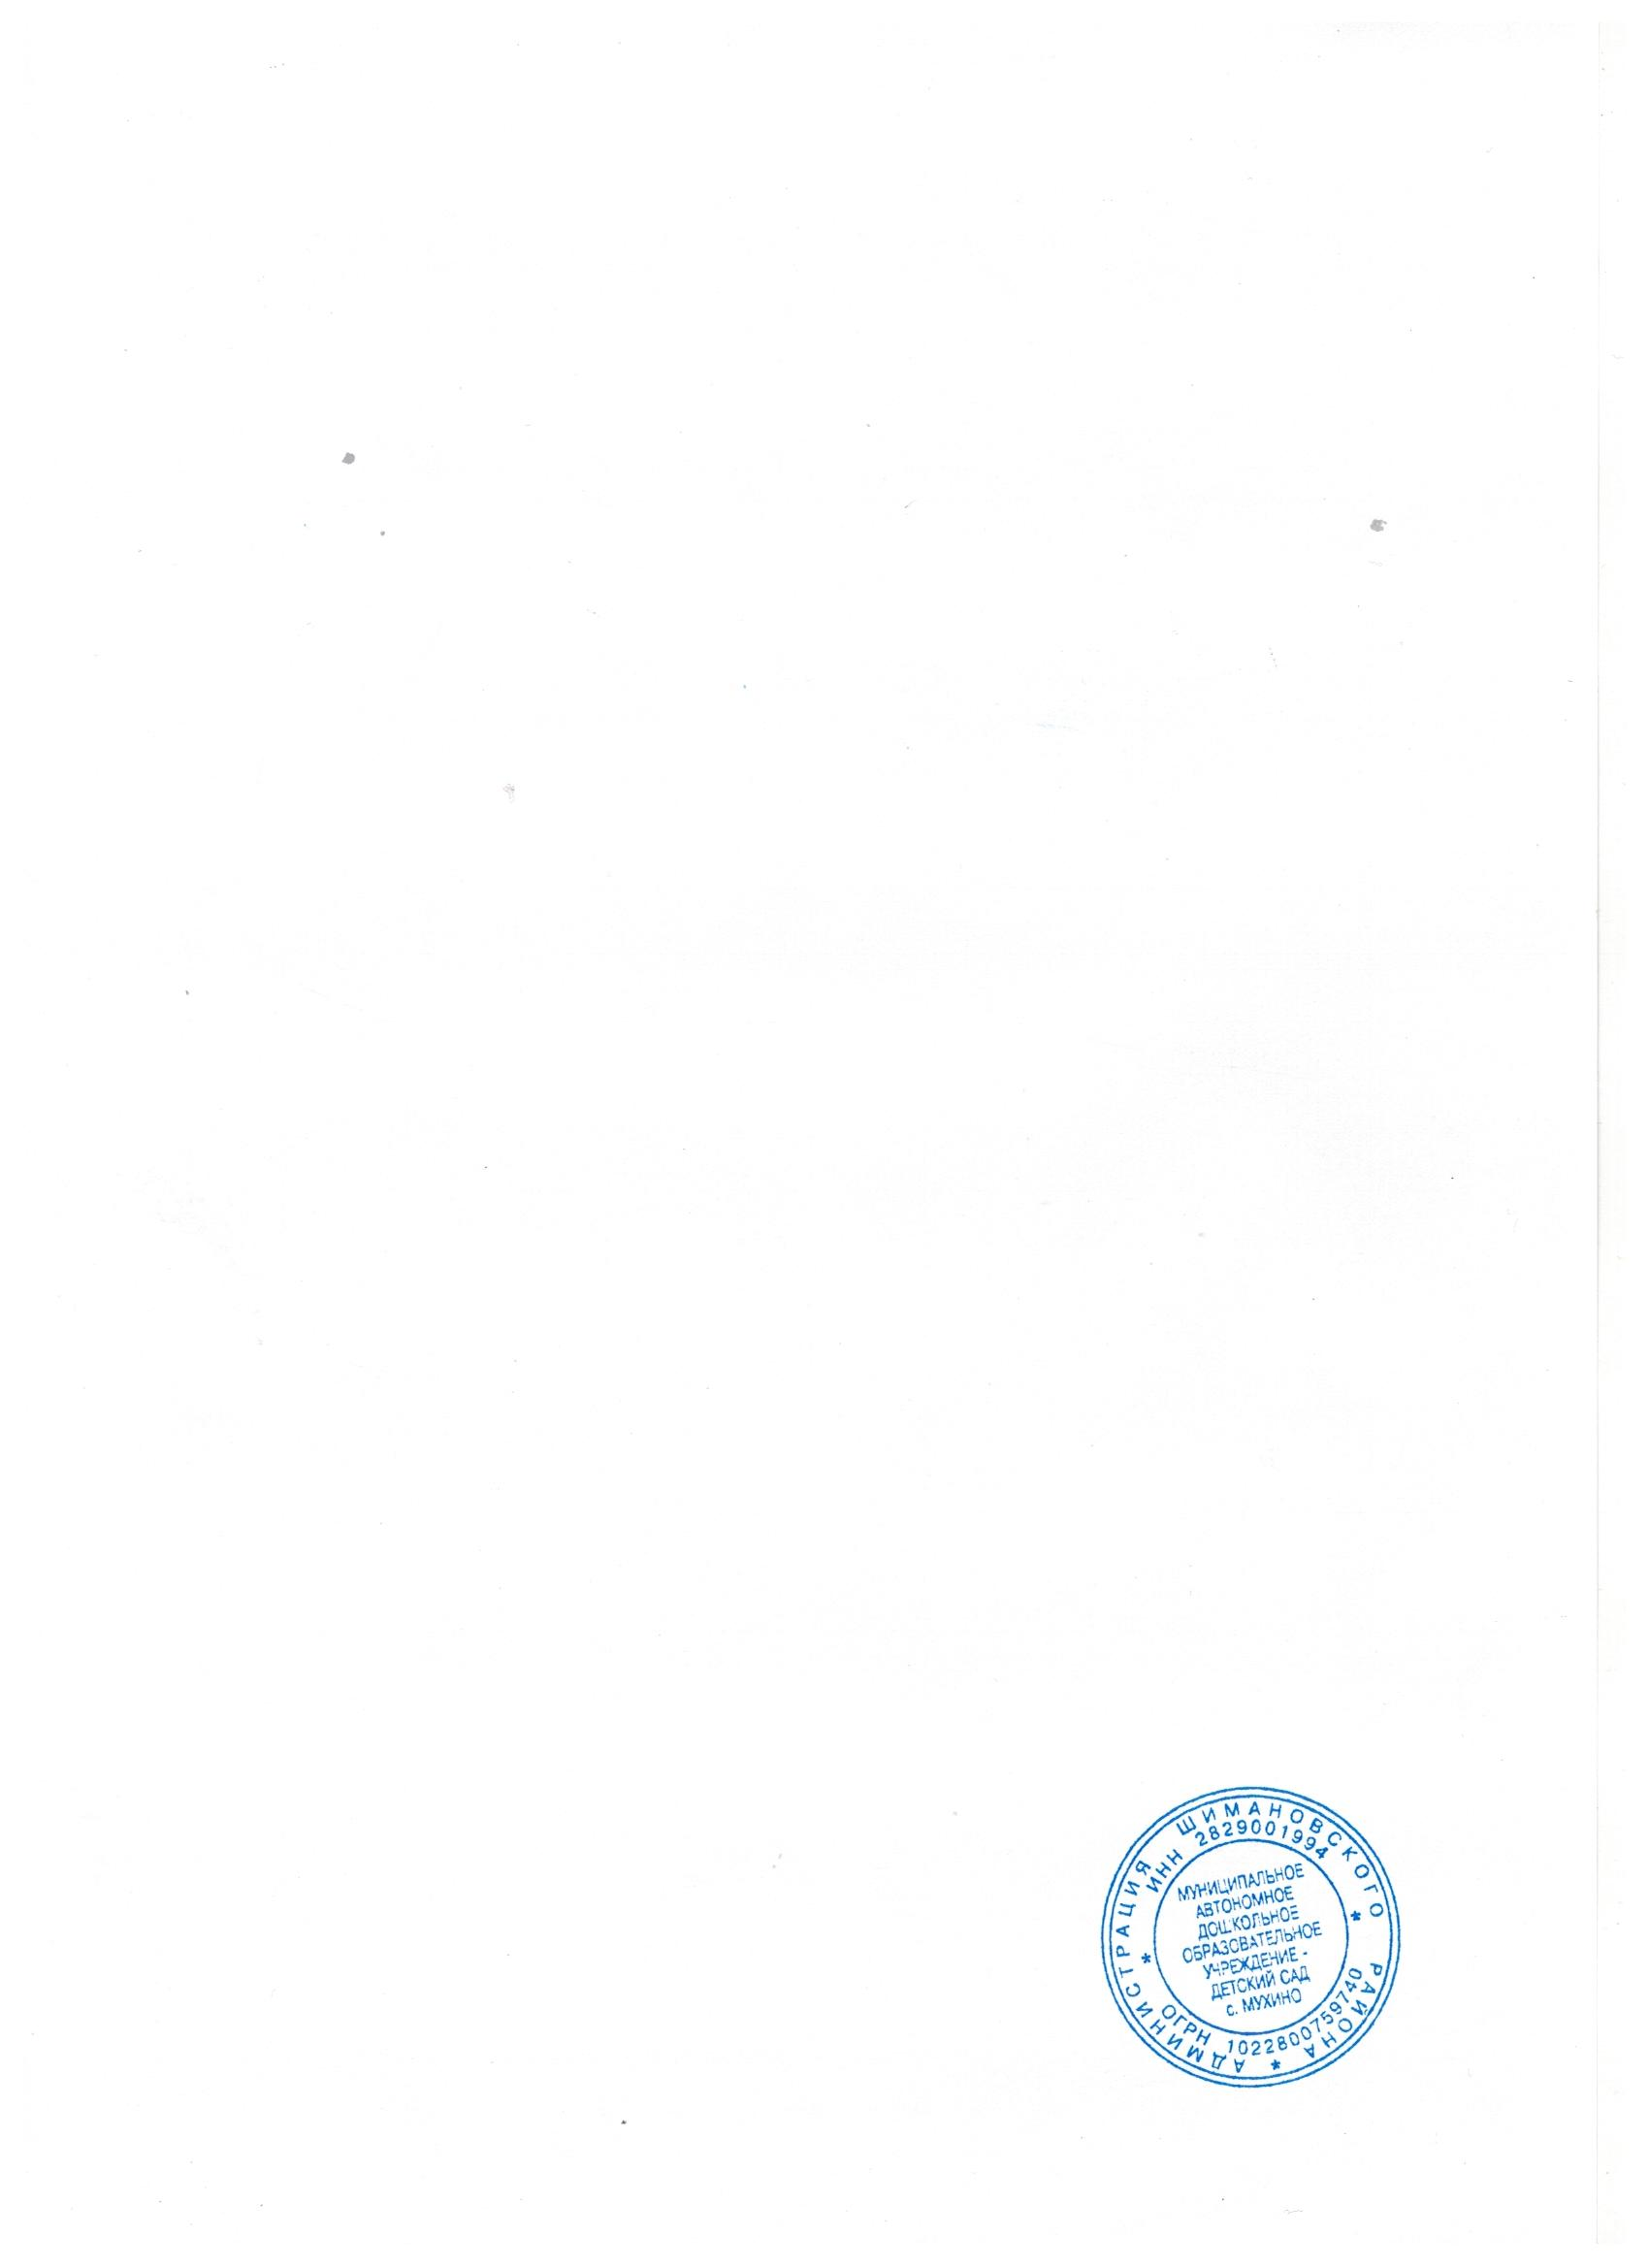 АДМИНИСТРАЦИЯ ШИМАНОВСКОГО РАЙОНА *
* ИНН 2829001994 *
ОГРН 1022800759740
МУНИЦИПАЛЬНОЕ
АВТОНОМНОЕ
ДОШКОЛЬНОЕ
ОБРАЗОВАТЕЛЬНОЕ
УЧРЕЖДЕНИЕ -
ДЕТСКИЙ САД
с. МУХИНО